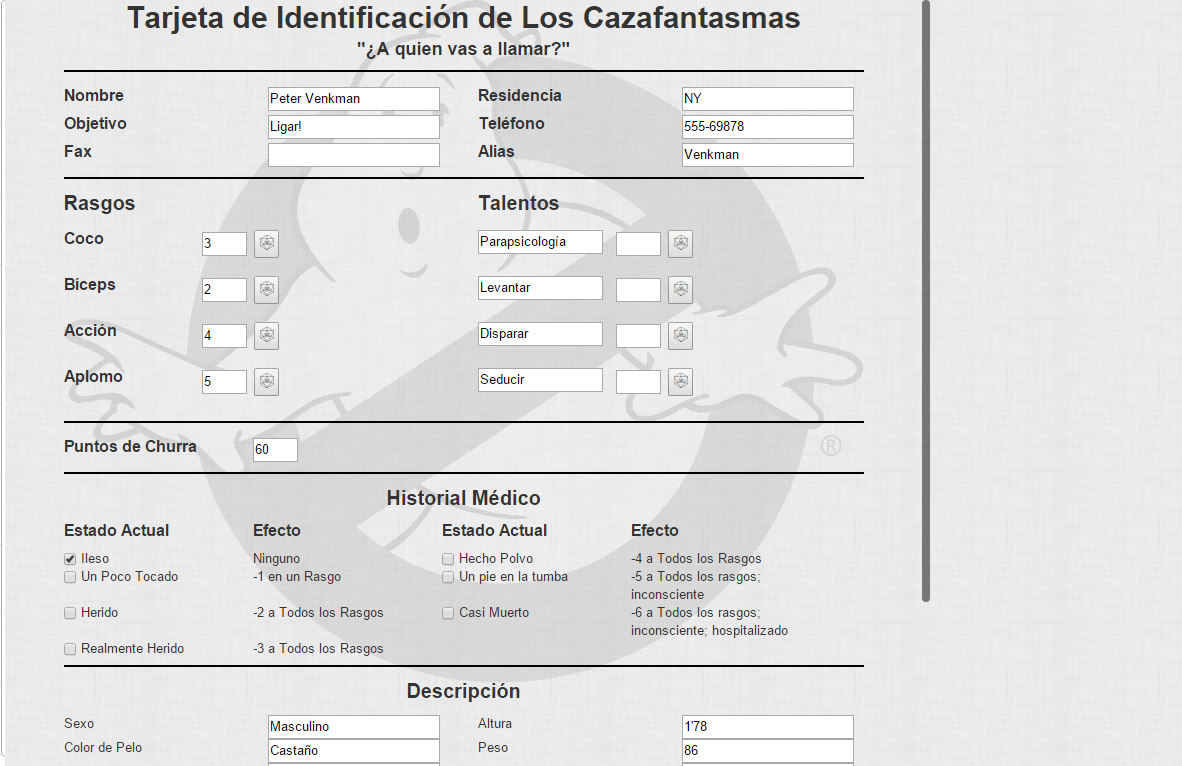 Tarjeta de Identificación de Los Cazafantasmas
"¿A quien vas a llamar?"
Nombre Peter Venkman Residencia NY
Objetivo Ligar! Teléfono 555-69878
Fax Alias Venkman
Rasgos Talentos
Coco 3 Parapsicología
Bíceps 2 Levantar
Acción 4 Disparar
Aplomo 5 Seducir
Puntos de Churra 60
®
Historial Médico
Estado Actual Efecto Estado Actual Efecto
Ileso Ninguno Hecho Polvo -4 a Todos los Rasgos
Un Poco Tocado -1 en un Rasgo Un pie en la tumba -5 a Todos los rasgos;
inconsciente
Herido -2 a Todos los Rasgos Casi Muerto -6 a Todos los rasgos;
inconsciente; hospitalizado
Realmente Herido -3 a Todos los Rasgos
Descripción
Sexo Masculino Altura 1'78
Color de Pelo Castaño Peso 86